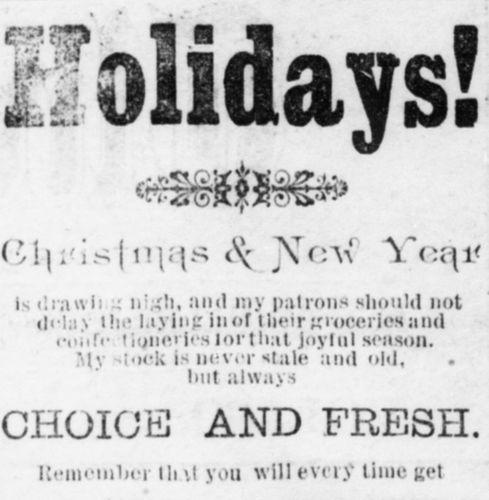 Holidays!
Christmas & New Year
is drawing nigh, and my patrons should not
delay the laying in of their groceries and
confectioneries for that joyful season.
My stock is never stale and old,
but always
CHOICE AND FRESH.
Remember that you will every time get